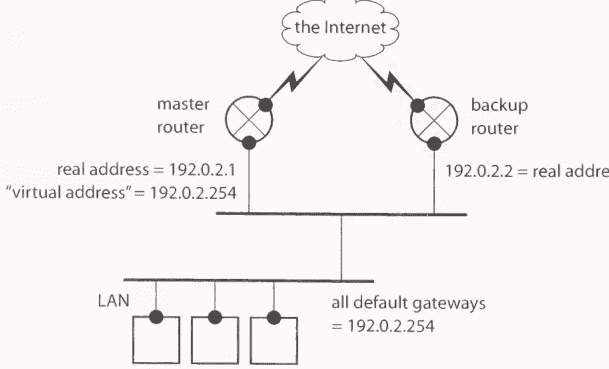 the Internet
master
router
backup
router
real address = 192.0.2.1
"virtual address" = 192.0.2.254
192.0.2.2 = real addre
LAN
all default gateways
= 192.0.2.254